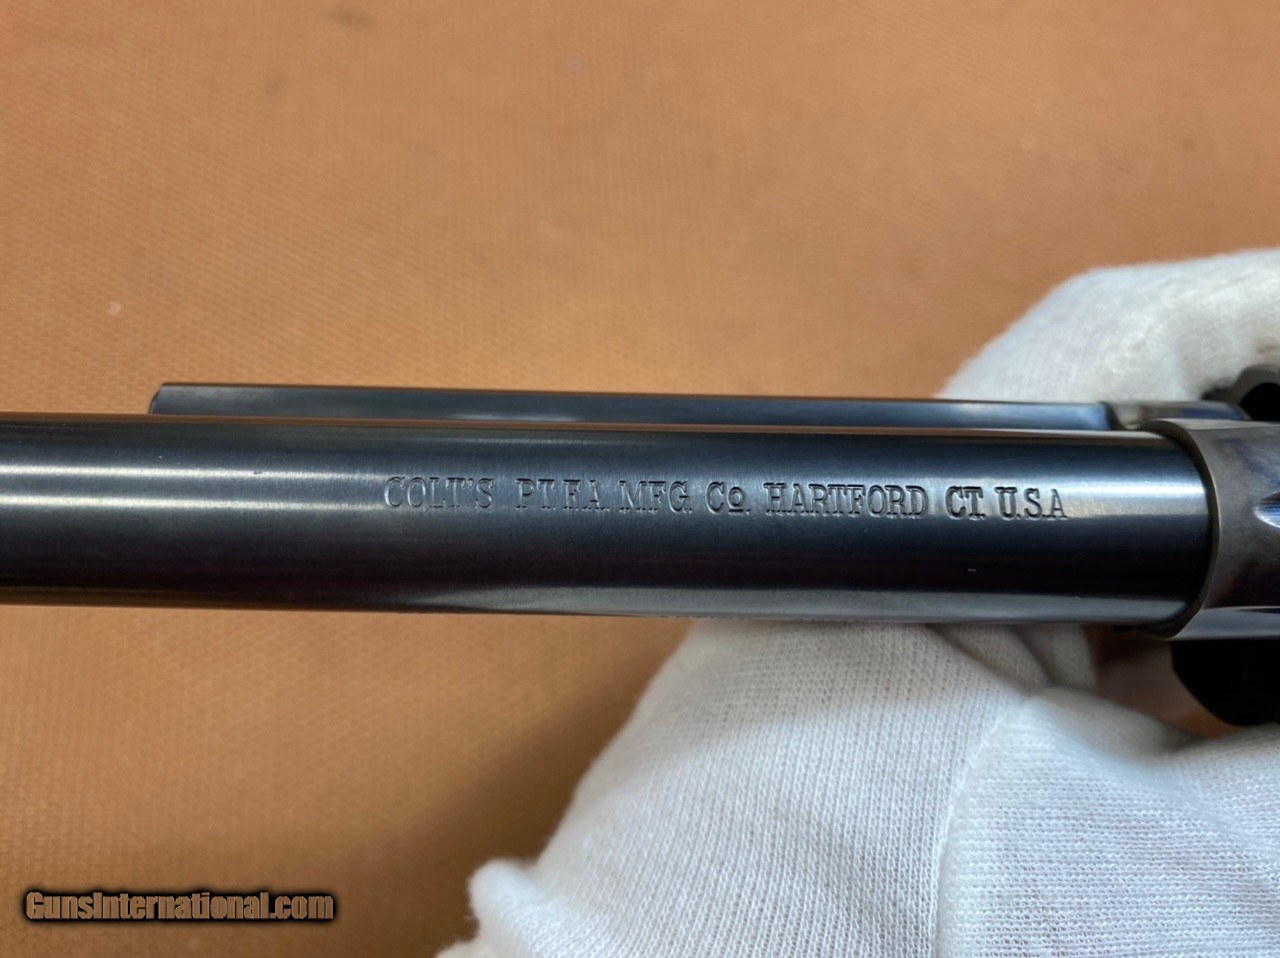 COLT'S PT. F.A. MFG. Co. HARTFORD CT. U.S.A
GunsInternational.com